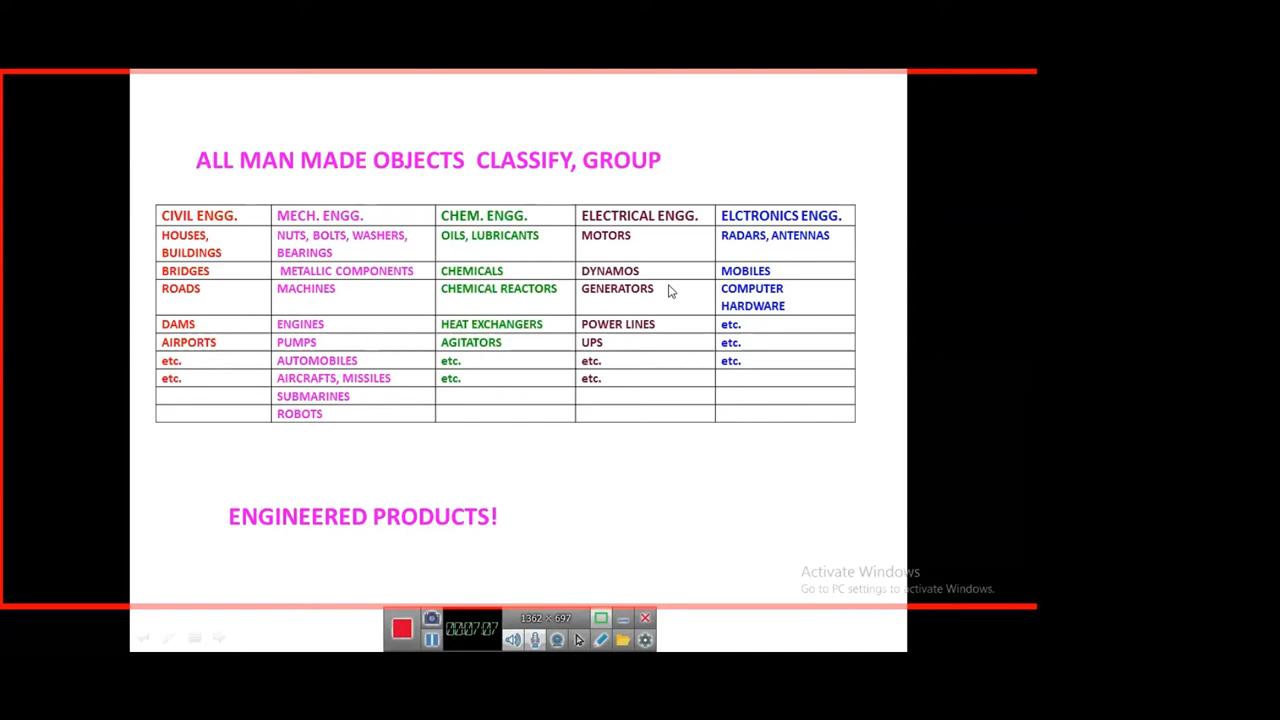 ALL MAN MADE OBJECTS CLASSIFY, GROUP
CIVIL ENGG. MECH. ENGG. CHEM. ENGG. ELECTRICAL ENGG. ELCTRONICS ENGG.
HOUSES, BUILDINGS NUTS, BOLTS, WASHERS, BEARINGS OILS, LUBRICANTS MOTORS RADARS, ANTENNAS
BRIDGES METALLIC COMPONENTS CHEMICALS DYNAMOS MOBILES
ROADS MACHINES CHEMICAL REACTORS GENERATORS COMPUTER HARDWARE
DAMS ENGINES HEAT EXCHANGERS POWER LINES etc.
AIRPORTS PUMPS AGITATORS UPS etc.
etc. AUTOMOBILES etc. etc. etc.
etc. AIRCRAFTS, MISSILES etc. etc.
SUBMARINES
ROBOTS
ENGINEERED PRODUCTS!
Activate Windows
Go to PC settings to activate Windows.
1362 × 697
00:07:07